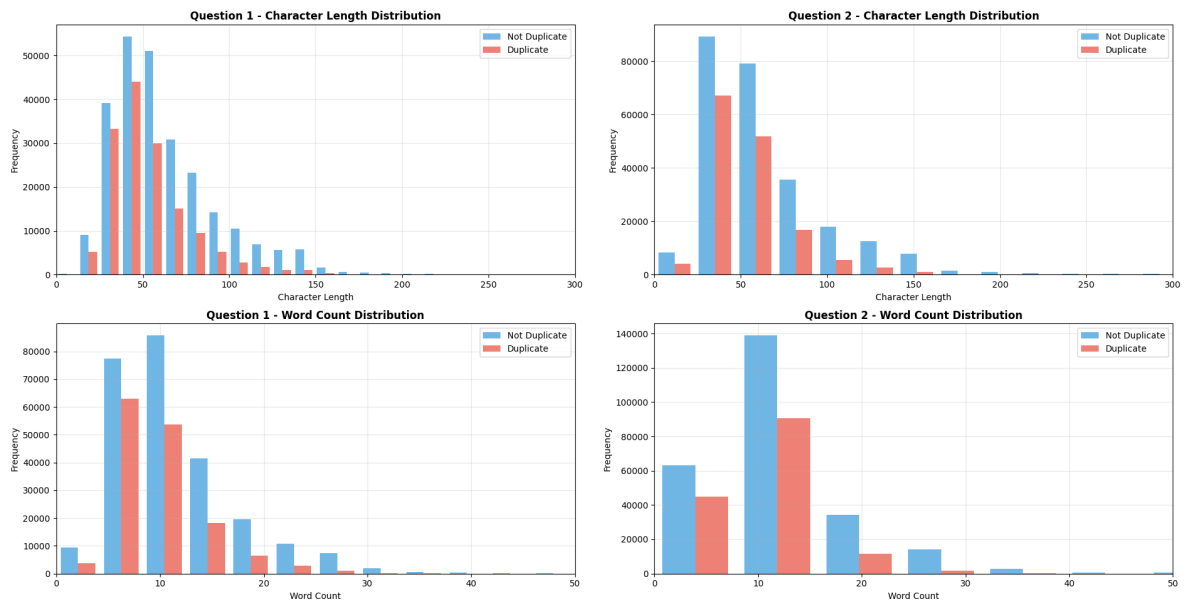 Question 1 - Character Length Distribution
Not Duplicate
Duplicate
Frequency
50000
40000
30000
20000
10000
0
0 50 100 150 200 250 300
Character Length
Question 2 - Character Length Distribution
Not Duplicate
Duplicate
Frequency
80000
60000
40000
20000
0
0 50 100 150 200 250 300
Character Length
Question 1 - Word Count Distribution
Not Duplicate
Duplicate
Frequency
80000
70000
60000
50000
40000
30000
20000
10000
0
0 10 20 30 40 50
Word Count
Question 2 - Word Count Distribution
Not Duplicate
Duplicate
Frequency
140000
120000
100000
80000
60000
40000
20000
0
0 10 20 30 40 50
Word Count